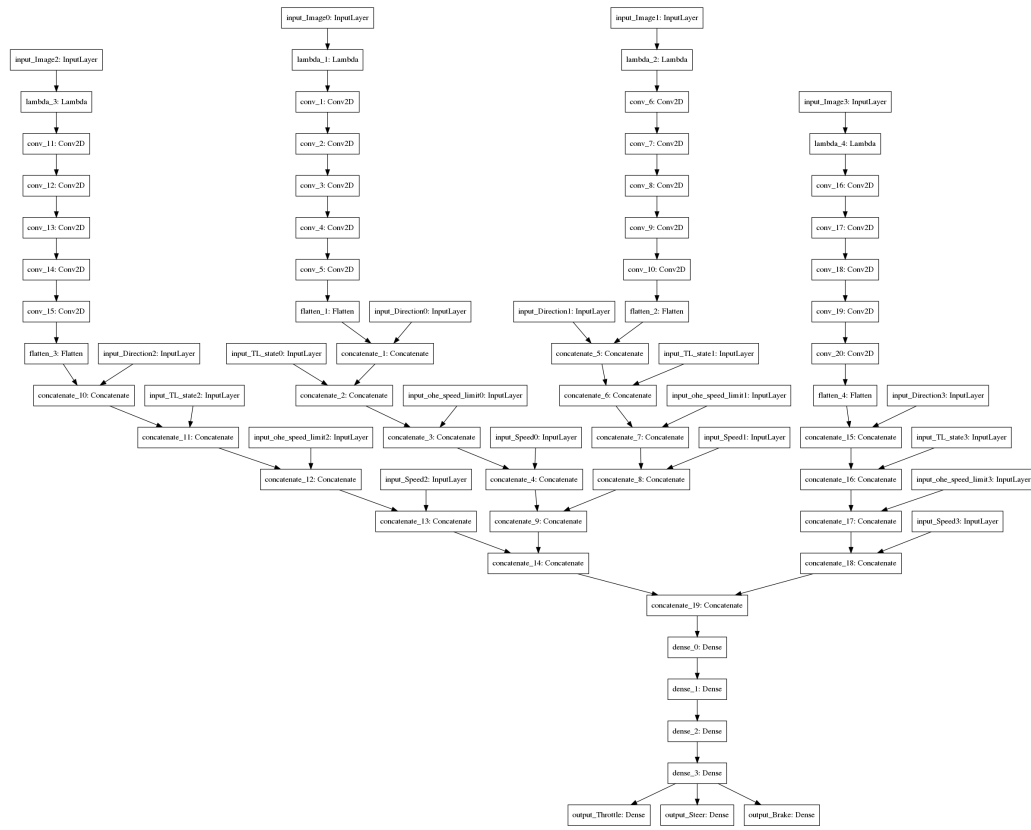 input_Image0: InputLayer
input_Image1: InputLayer
input_Image2: InputLayer
lambda_1: Lambda
lambda_2: Lambda
lambda_3: Lambda
conv_1: Conv2D
conv_6: Conv2D
input_Image3: InputLayer
conv_11: Conv2D
conv_2: Conv2D
conv_7: Conv2D
lambda_4: Lambda
conv_12: Conv2D
conv_3: Conv2D
conv_8: Conv2D
conv_16: Conv2D
conv_13: Conv2D
conv_4: Conv2D
conv_9: Conv2D
conv_17: Conv2D
conv_14: Conv2D
conv_5: Conv2D
conv_10: Conv2D
conv_18: Conv2D
conv_15: Conv2D
flatten_1: Flatten
input_Direction0: InputLayer
input_Direction1: InputLayer
flatten_2: Flatten
conv_19: Conv2D
flatten_3: Flatten
input_Direction2: InputLayer
input_TL_state0: InputLayer
concatenate_1: Concatenate
concatenate_5: Concatenate
input_TL_state1: InputLayer
conv_20: Conv2D
concatenate_10: Concatenate
input_TL_state2: InputLayer
concatenate_2: Concatenate
input_ohe_speed_limit0: InputLayer
concatenate_6: Concatenate
input_ohe_speed_limit1: InputLayer
flatten_4: Flatten
input_Direction3: InputLayer
concatenate_11: Concatenate
input_ohe_speed_limit2: InputLayer
concatenate_3: Concatenate
input_Speed0: InputLayer
concatenate_7: Concatenate
input_Speed1: InputLayer
concatenate_15: Concatenate
input_TL_state3: InputLayer
concatenate_12: Concatenate
input_Speed2: InputLayer
concatenate_4: Concatenate
concatenate_8: Concatenate
concatenate_16: Concatenate
input_ohe_speed_limit3: InputLayer
concatenate_13: Concatenate
concatenate_9: Concatenate
concatenate_17: Concatenate
input_Speed3: InputLayer
concatenate_14: Concatenate
concatenate_18: Concatenate
concatenate_19: Concatenate
dense_0: Dense
dense_1: Dense
dense_2: Dense
dense_3: Dense
output_Throttle: Dense
output_Steer: Dense
output_Brake: Dense